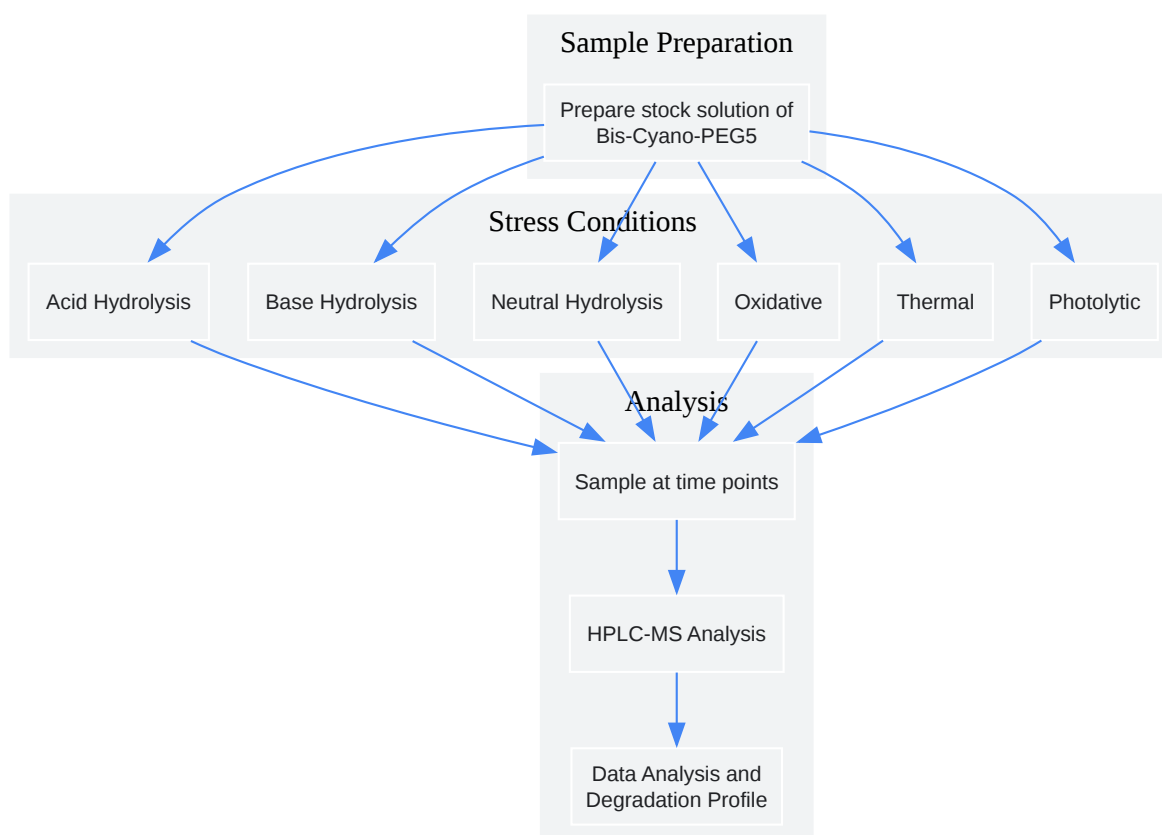 Sample Preparation
Prepare stock solution of
Bis-Cyano-PEG5
Stress Conditions
Acid Hydrolysis
Base Hydrolysis
Neutral Hydrolysis
Oxidative
Thermal
Photolytic
Analysis
Sample at time points
HPLC-MS Analysis
Data Analysis and
Degradation Profile